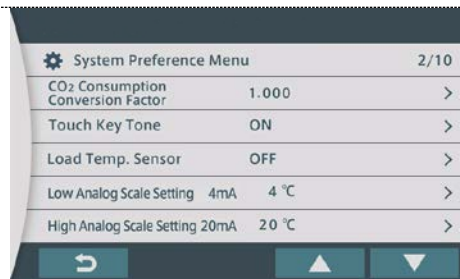 System Preference Menu 2/10
CO₂ Consumption
Conversion Factor 1.000 >
Touch Key Tone ON >
Load Temp. Sensor OFF >
Low Analog Scale Setting 4mA 4 ℃ >
High Analog Scale Setting 20mA 20 ℃ >